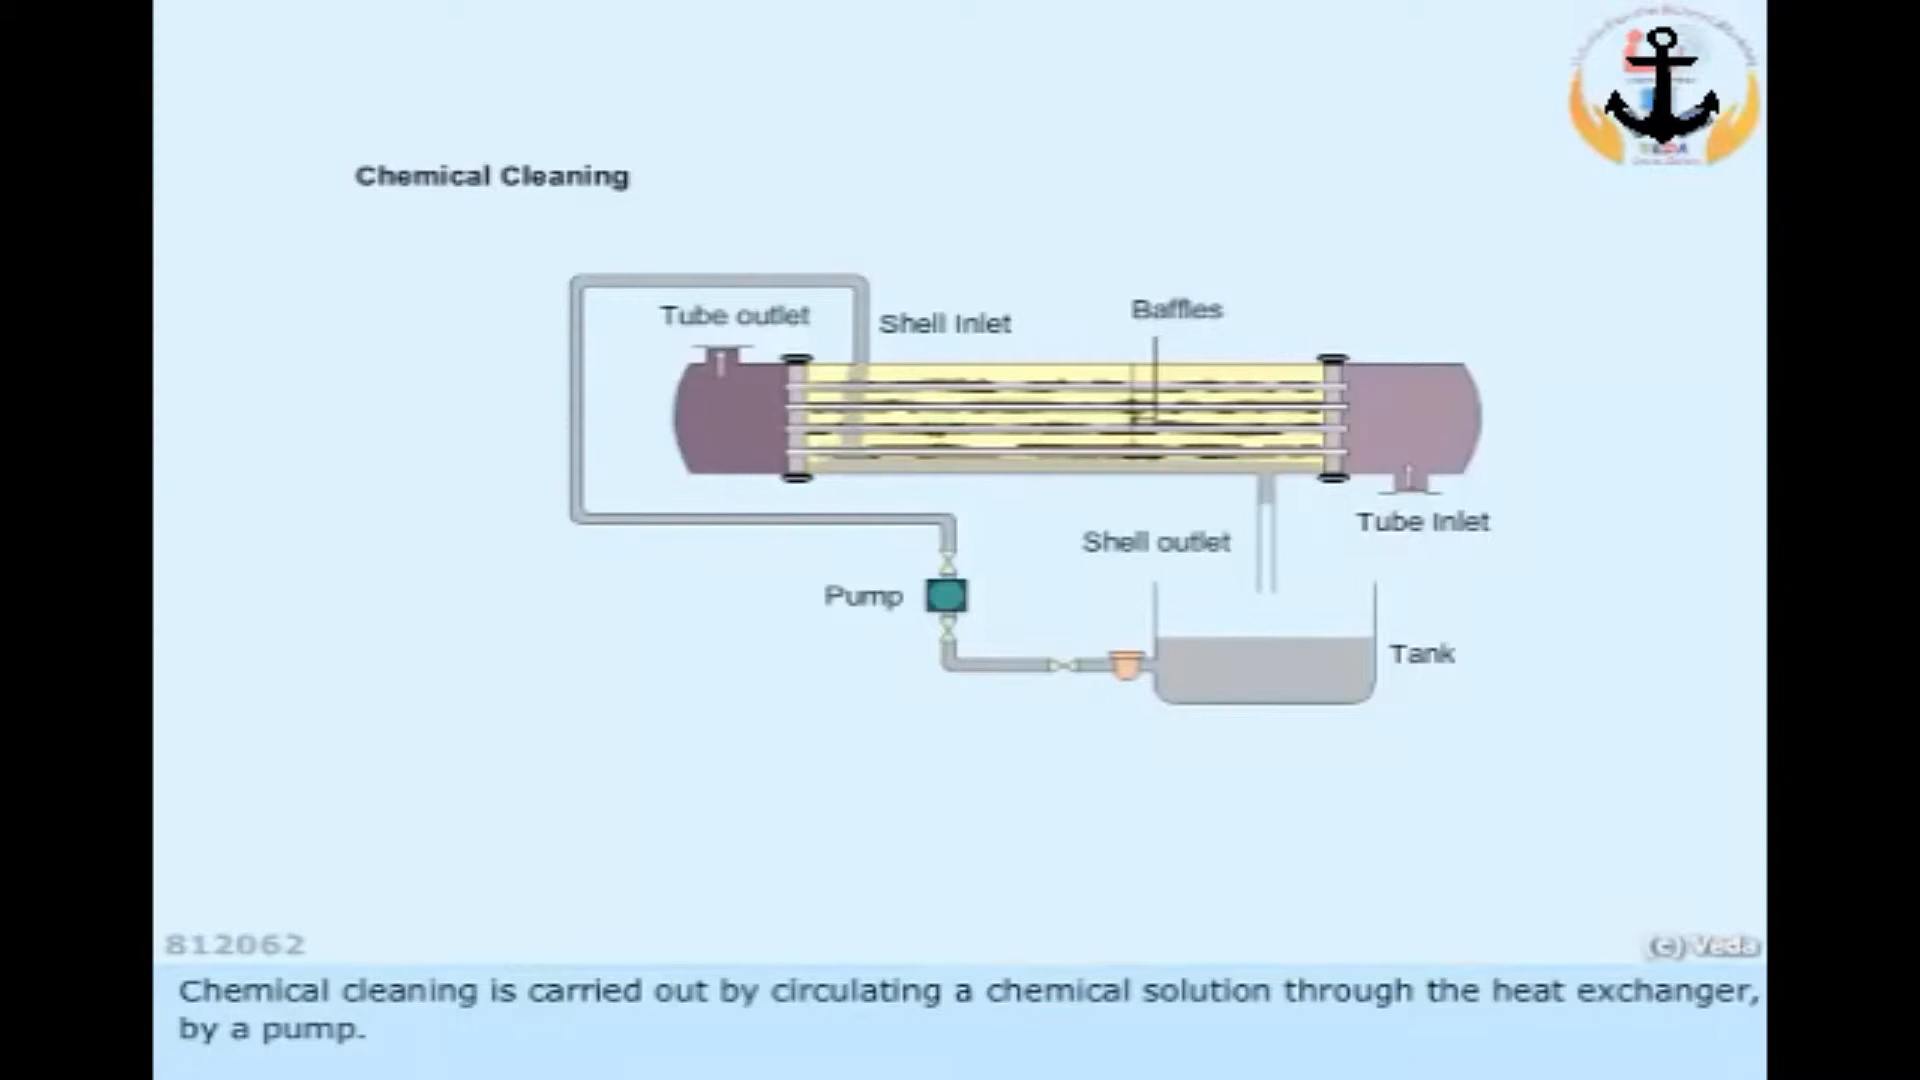 Chemical Cleaning
Tube outlet
Shell Inlet
Baffles
Tube Inlet
Shell outlet
Pump
Tank
812062
(c) Veda
Chemical cleaning is carried out by circulating a chemical solution through the heat exchanger,
by a pump.